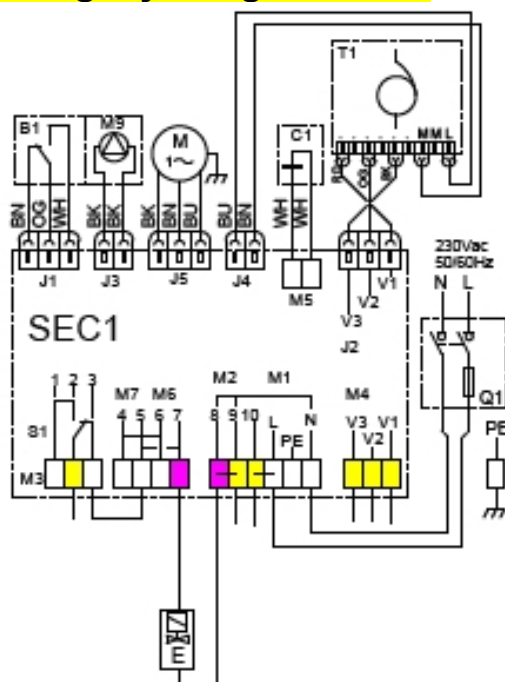 T1
B1
M9
M
1~
C1
M M L
RD
OG
BK
BN
OG
WH
BK
BK
BK
BN
BU
BU
BN
WH
WH
J1
J3
J5
J4
M5
V3
V2
V1
J2
230Vac
50/60Hz
N L
SEC1
Q1
1 2 3
M7 M6
4 5 6 7
M2 M1
8 9 10 L N
PE
M4
V3 V1
V2
S1
M3
PE
E